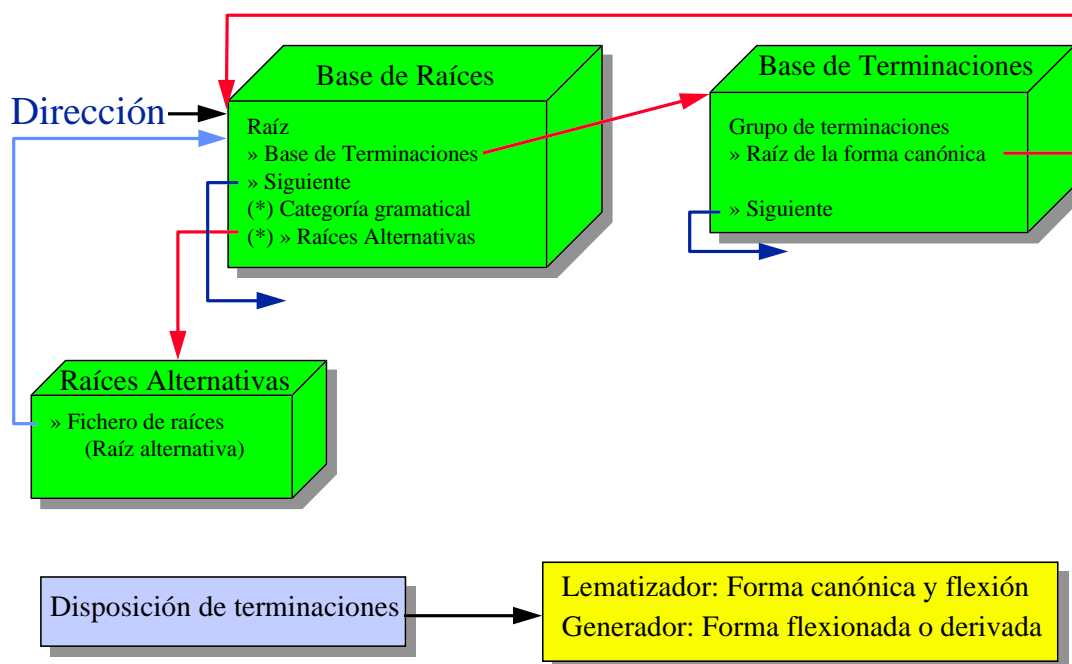 Dirección
Base de Raíces
Raíz
» Base de Terminaciones
» Siguiente
(*) Categoría gramatical
(*) » Raíces Alternativas
Base de Terminaciones
Grupo de terminaciones
» Raíz de la forma canónica
» Siguiente
Raíces Alternativas
» Fichero de raíces
(Raíz alternativa)
Disposición de terminaciones
Lematizador: Forma canónica y flexión
Generador: Forma flexionada o derivada